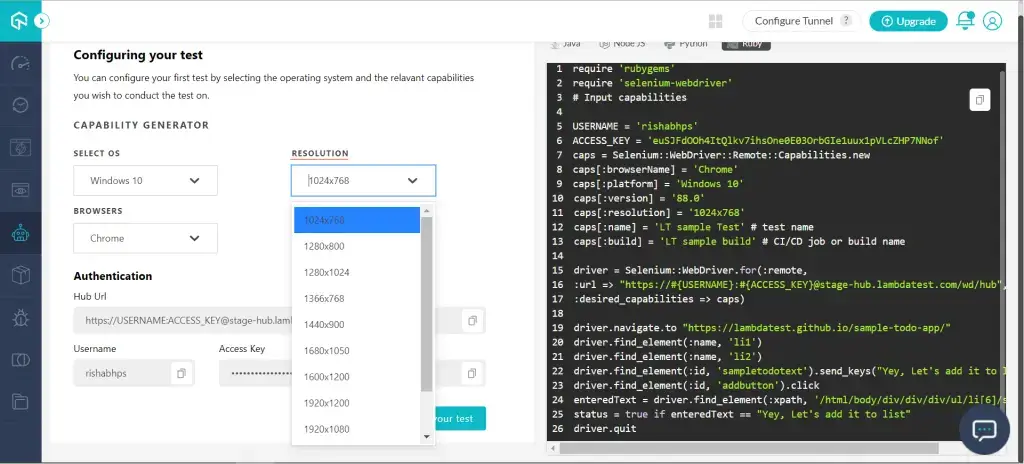 Configure Tunnel ?
Upgrade
Java Node JS Python Ruby
Configuring your test
You can configure your first test by selecting the operating system and the relavant capabilities
you wish to conduct the test on.
CAPABILITY GENERATOR
SELECT OS
RESOLUTION
Windows 10
1024x768
BROWSERS
Chrome
1024x768
1280x800
1280x1024
1366x768
1440x900
1680x1050
1600x1200
1920x1200
1920x1080
Authentication
Hub Url
https://USERNAME:ACCESS_KEY@stage-hub.lam
Username
Access Key
rishabhps
••••••••••••••••
your test
1 require 'rubygems'
2 require 'selenium-webdriver'
3 # Input capabilities
4
5 USERNAME = 'rishabhps'
6 ACCESS_KEY = 'euSJFdOOh4ItQlkv7ihsOne0E03OrbGIe1uux1pVLcZHP7NNof'
7 caps = Selenium::WebDriver::Remote::Capabilities.new
8 caps[:browserName] = 'Chrome'
9 caps[:platform] = 'Windows 10'
10 caps[:version] = '88.0'
11 caps[:resolution] = '1024x768'
12 caps[:name] = 'LT sample Test' # test name
13 caps[:build] = 'LT sample build' # CI/CD job or build name
14
15 driver = Selenium::WebDriver.for(:remote,
16 :url => "https://#{USERNAME}:#{ACCESS_KEY}@stage-hub.lambdatest.com/wd/hub",
17 :desired_capabilities => caps)
18
19 driver.navigate.to "https://lambdatest.github.io/sample-todo-app/"
20 driver.find_element(:name, 'li1')
21 driver.find_element(:name, 'li2')
22 driver.find_element(:id, 'sampletodotext').send_keys("Yey, Let's add it to l
23 driver.find_element(:id, 'addbutton').click
24 enteredText = driver.find_element(:xpath, '/html/body/div/div/div/ul/li[6]/s
25 status = true if enteredText == "Yey, Let's add it to list"
26 driver.quit